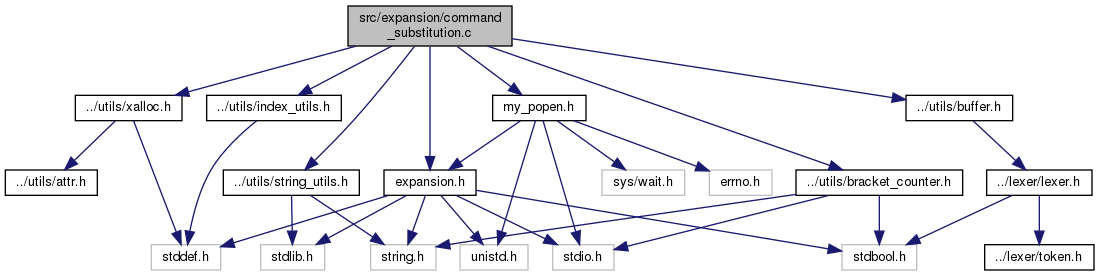 src/expansion/command
_substitution.c
../utils/xalloc.h
../utils/index_utils.h
my_popen.h
../utils/buffer.h
../utils/attr.h
../utils/string_utils.h
expansion.h
sys/wait.h
errno.h
../utils/bracket_counter.h
../lexer/lexer.h
stddef.h
stdlib.h
string.h
unistd.h
stdio.h
stdbool.h
../lexer/token.h